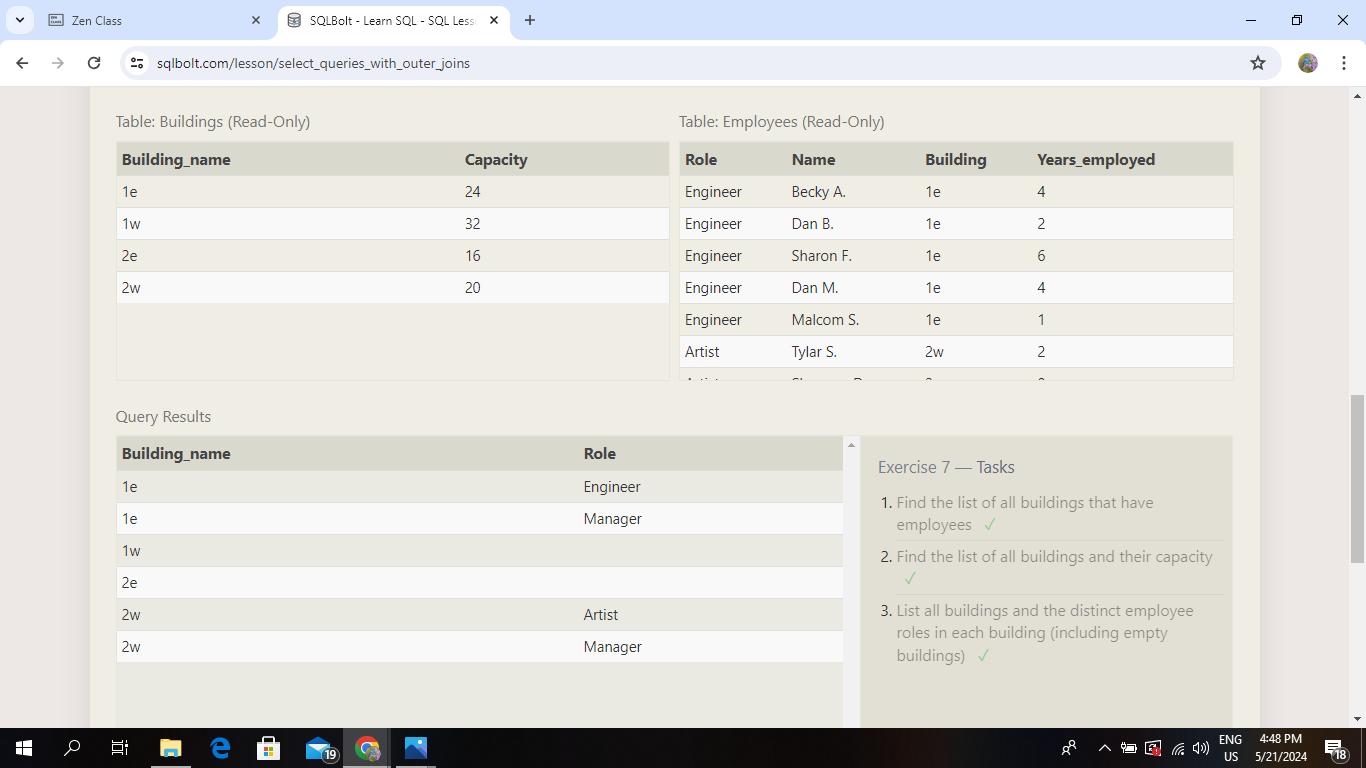 Zen Class
SQLBolt - Learn SQL - SQL Less
sqlbolt.com/lesson/select_queries_with_outer_joins
Table: Buildings (Read-Only)
Building_name Capacity
1e 24
1w 32
2e 16
2w 20
Table: Employees (Read-Only)
Role Name Building Years_employed
Engineer Becky A. 1e 4
Engineer Dan B. 1e 2
Engineer Sharon F. 1e 6
Engineer Dan M. 1e 4
Engineer Malcom S. 1e 1
Artist Tylar S. 2w 2
Query Results
Building_name Role
1e Engineer
1e Manager
1w
2e
2w Artist
2w Manager
Exercise 7 — Tasks
1. Find the list of all buildings that have
employees ✓
2. Find the list of all buildings and their capacity
✓
3. List all buildings and the distinct employee
roles in each building (including empty
buildings) ✓
19
ENG
US
4:48 PM
5/21/2024
18